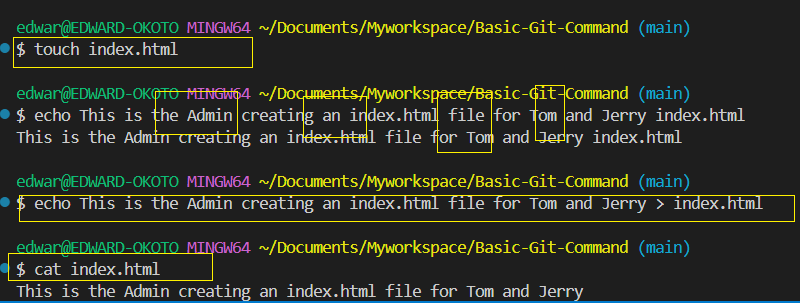 edwar@EDWARD-OKOTO MINGW64 ~/Documents/Myworkspace/Basic-Git-Command (main)
$ touch index.html
edwar@EDWARD-OKOTO MINGW64 ~/Documents/Myworkspace/Basic-Git-Command (main)
$ echo This is the Admin creating an index.html file for Tom and Jerry index.html
This is the Admin creating an index.html file for Tom and Jerry index.html
edwar@EDWARD-OKOTO MINGW64 ~/Documents/Myworkspace/Basic-Git-Command (main)
$ echo This is the Admin creating an index.html file for Tom and Jerry > index.html
edwar@EDWARD-OKOTO MINGW64 ~/Documents/Myworkspace/Basic-Git-Command (main)
$ cat index.html
This is the Admin creating an index.html file for Tom and Jerry